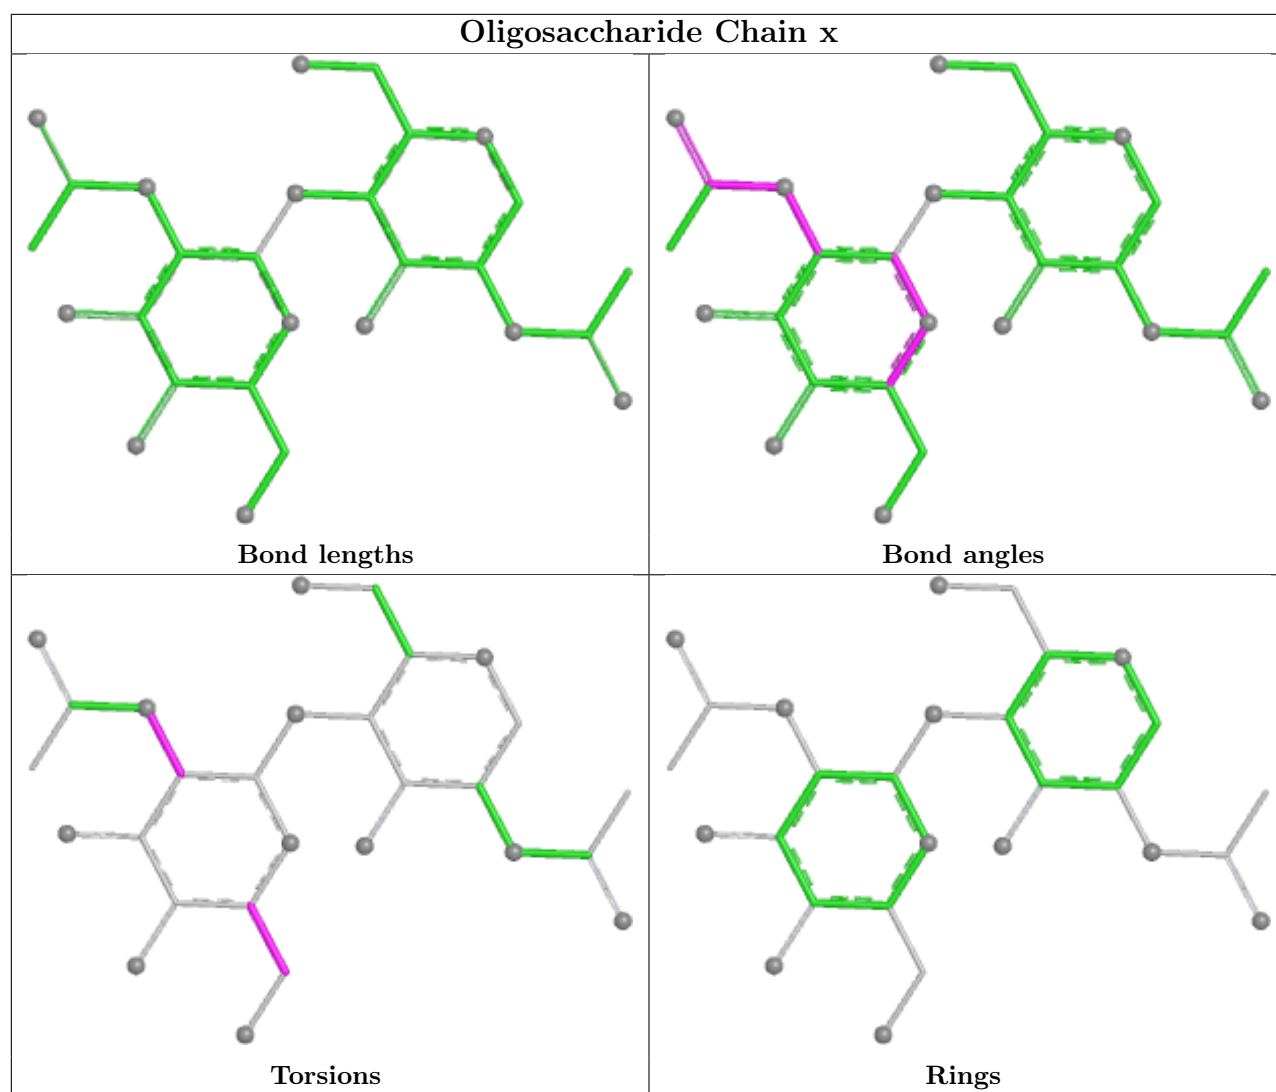 Oligosaccharide Chain x
Bond lengths
Bond angles
Torsions
Rings